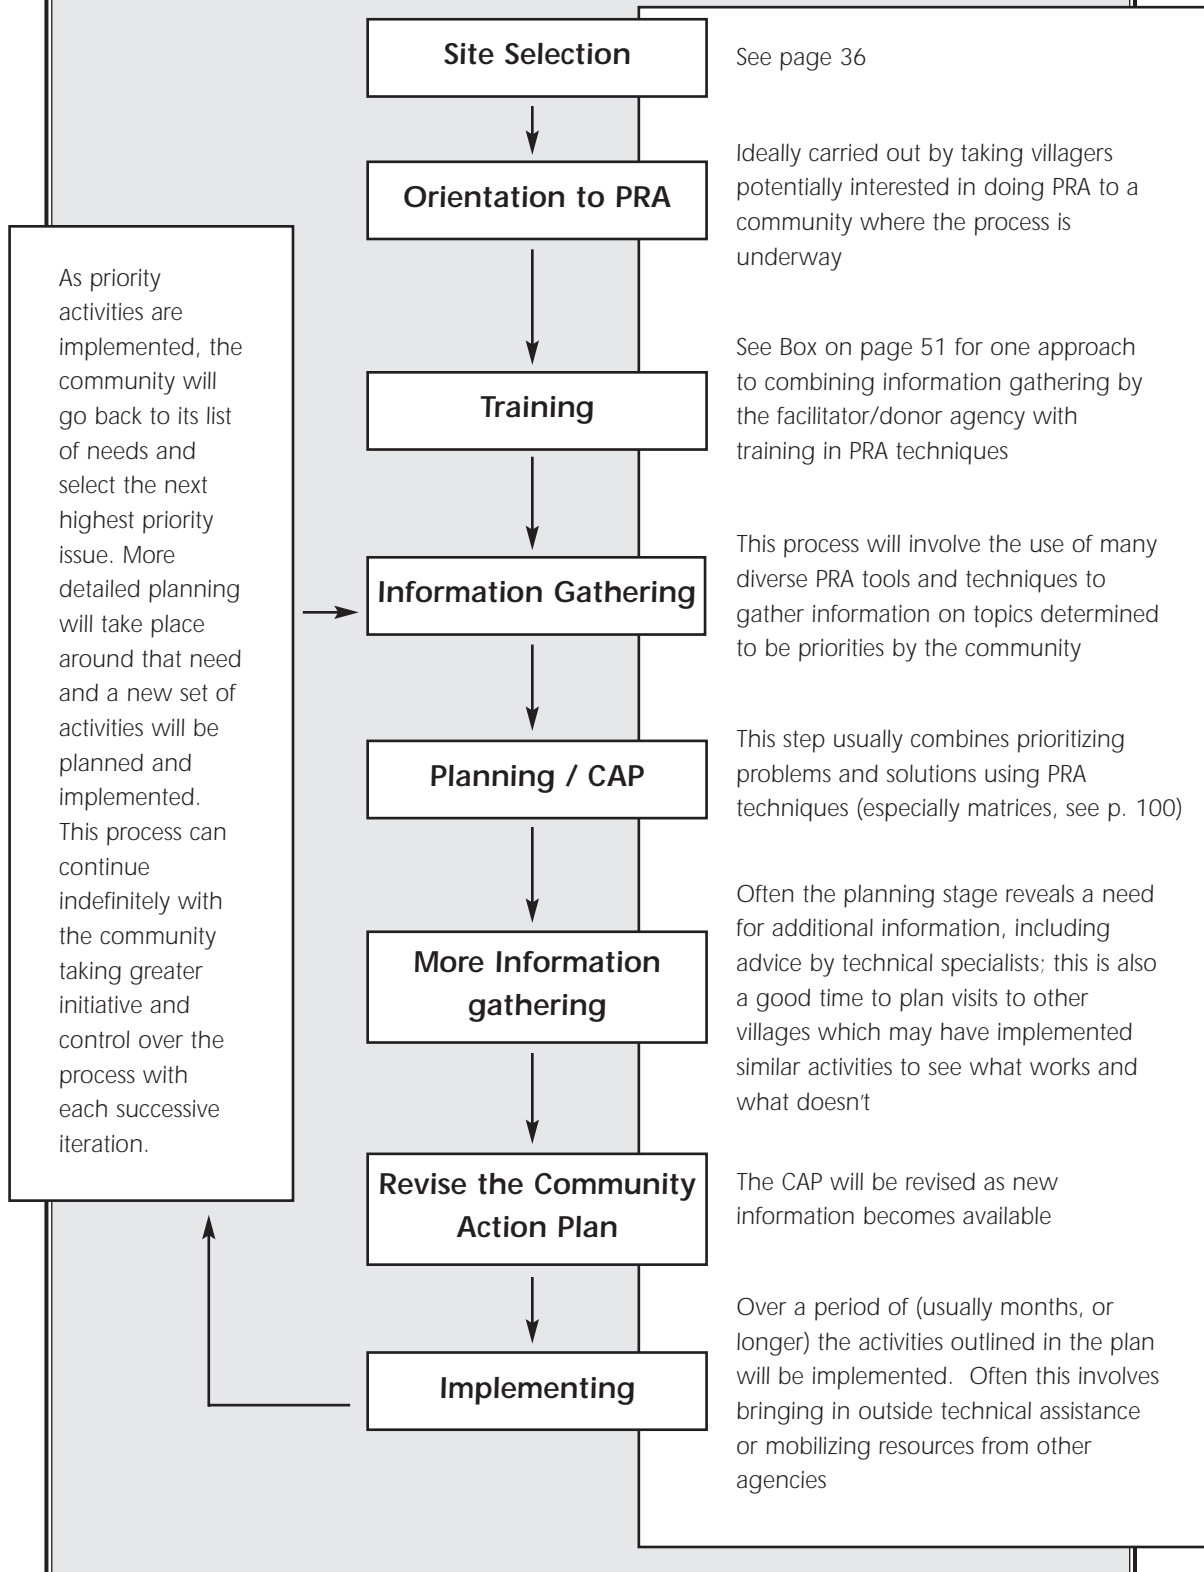 Site Selection
See page 36
Orientation to PRA
Ideally carried out by taking villagers
potentially interested in doing PRA to a
community where the process is
underway
Training
See Box on page 51 for one approach
to combining information gathering by
the facilitator/donor agency with
training in PRA techniques
Information Gathering
This process will involve the use of many
diverse PRA tools and techniques to
gather information on topics determined
to be priorities by the community
Planning / CAP
This step usually combines prioritizing
problems and solutions using PRA
techniques (especially matrices, see p. 100)
More Information
gathering
Often the planning stage reveals a need
for additional information, including
advice by technical specialists; this is also
a good time to plan visits to other
villages which may have implemented
similar activities to see what works and
what doesn't
Revise the Community
Action Plan
The CAP will be revised as new
information becomes available
Implementing
Over a period of (usually months, or
longer) the activities outlined in the plan
will be implemented.  Often this involves
bringing in outside technical assistance
or mobilizing resources from other
agencies
As priority
activities are
implemented, the
community will
go back to its list
of needs and
select the next
highest priority
issue. More
detailed planning
will take place
around that need
and a new set of
activities will be
planned and
implemented.
This process can
continue
indefinitely with
the community
taking greater
initiative and
control over the
process with
each successive
iteration.